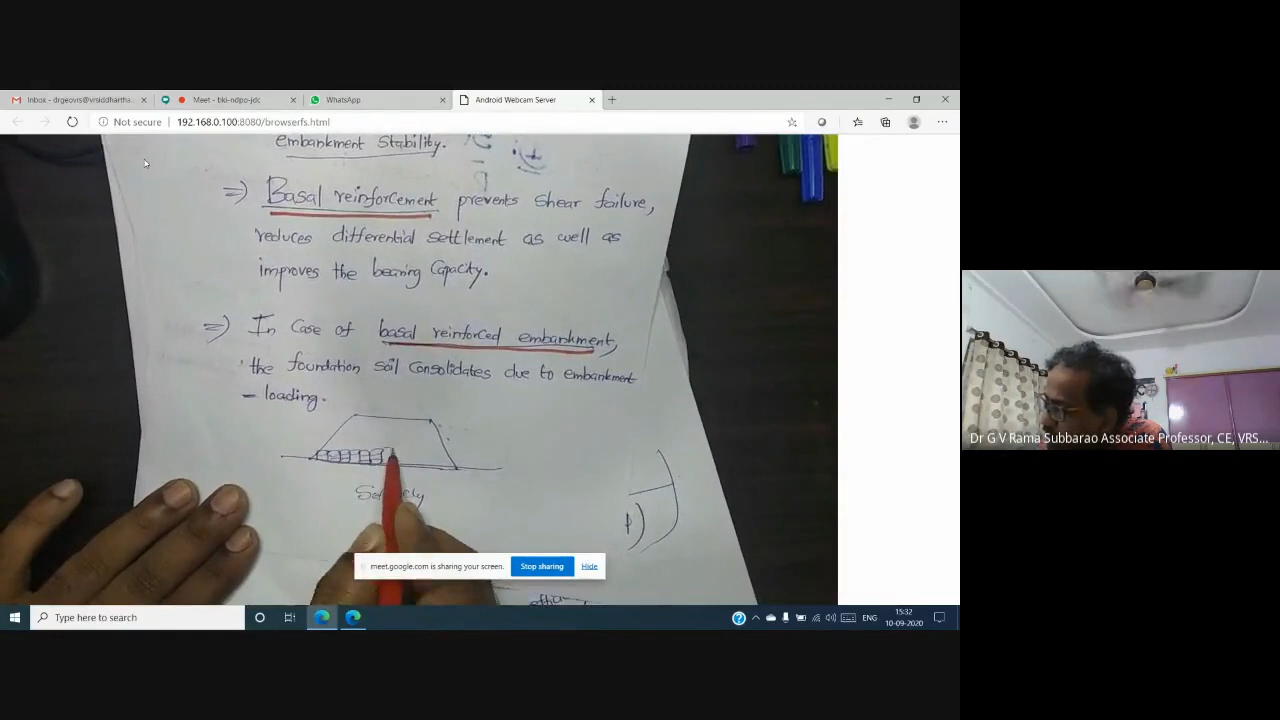 Inbox - drgeovrs@vrsiddhartha...
Meet - bki-ndpo-jdc
WhatsApp
Android Webcam Server
Not secure
192.168.0.100:8080/browserfs.html
embankment stability.
=) Basal reinforcement prevents shear failure,
reduces differential settlement as well as
improves the bearing Capacity.
=) In Case of basal reinforced embankment,
the foundation soil Consolidates due to embankment
- loading.
p)
meet.google.com is sharing your screen.
Stop sharing
Hide
Type here to search
ENG
15:32
10-09-2020
Dr G V Rama Subbarao Associate Professor, CE, VRS...